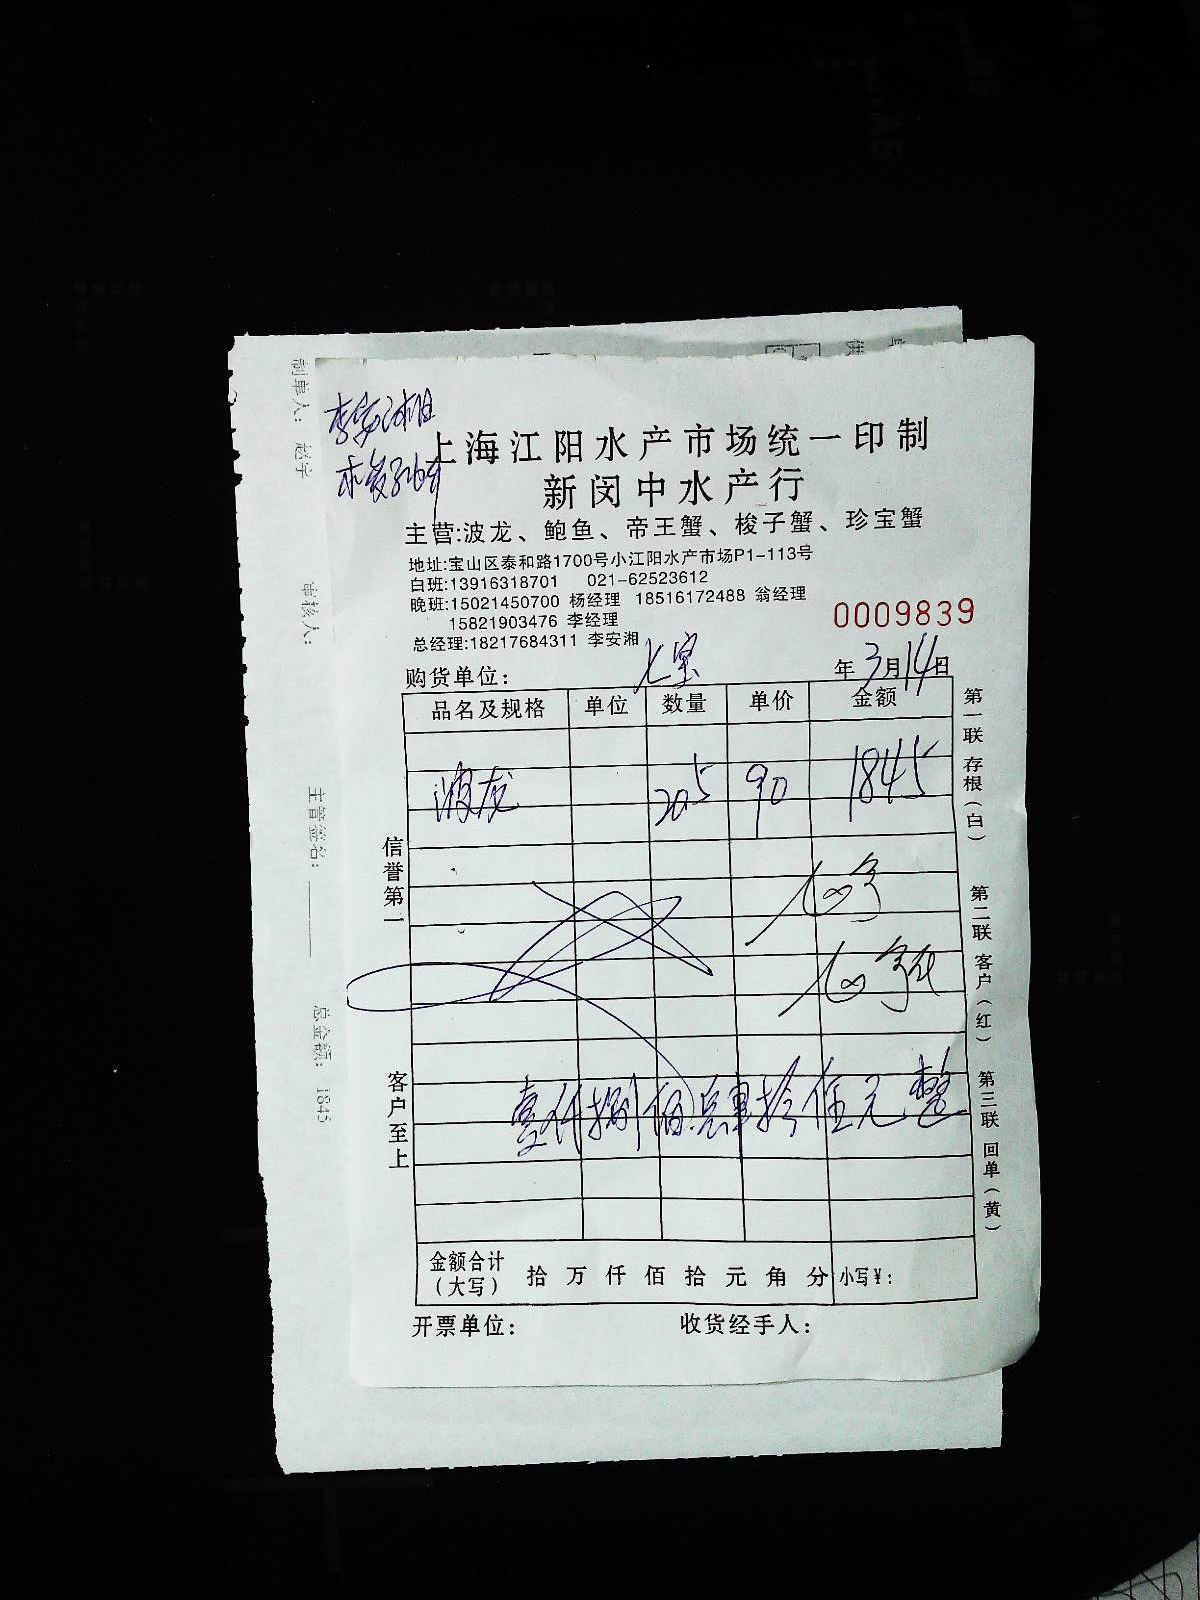 李安湘
上海江阳水产市场统一印制
新闵中水产行
主营:波龙、鲍鱼、帝王蟹、梭子蟹、珍宝蟹
地址:宝山区泰和路1700号小江阳水产市场P1-113号
白班:13916318701 021-62523612
晚班:15021450700 杨经理 18516172488 翁经理
15821903476 李经理
总经理:18217684311 李安湘
0009839
购货单位: 七宝 年3月14日
品名及规格 单位 数量 单价 金额
波龙 20.5 90 1845
壹仟捌佰肆拾伍元整
金额合计(大写) 拾 万 仟 佰 拾 元 角 分 小写¥:
开票单位: 收货经手人:
信誉第一
客户至上
第一联 存根(白)
第二联 客户(红)
第三联 回单(黄)
制单人: 赵宇
审核人:
主管签名:
总金额: 1845